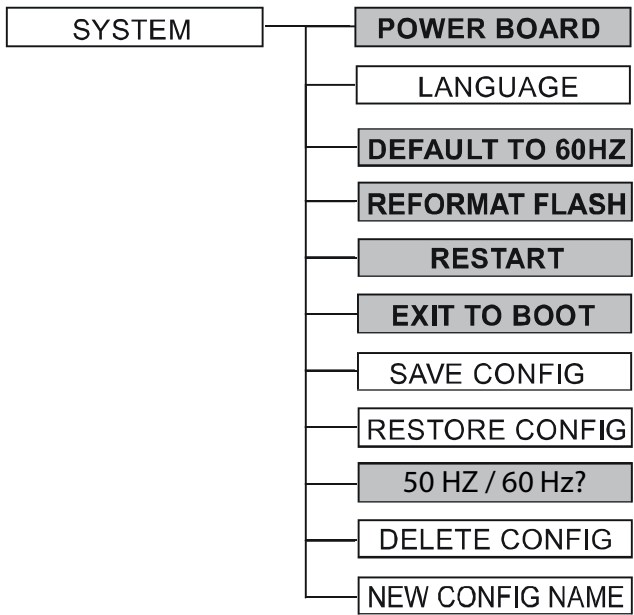 SYSTEM
POWER BOARD
LANGUAGE
DEFAULT TO 60HZ
REFORMAT FLASH
RESTART
EXIT TO BOOT
SAVE CONFIG
RESTORE CONFIG
50 HZ / 60 Hz?
DELETE CONFIG
NEW CONFIG NAME